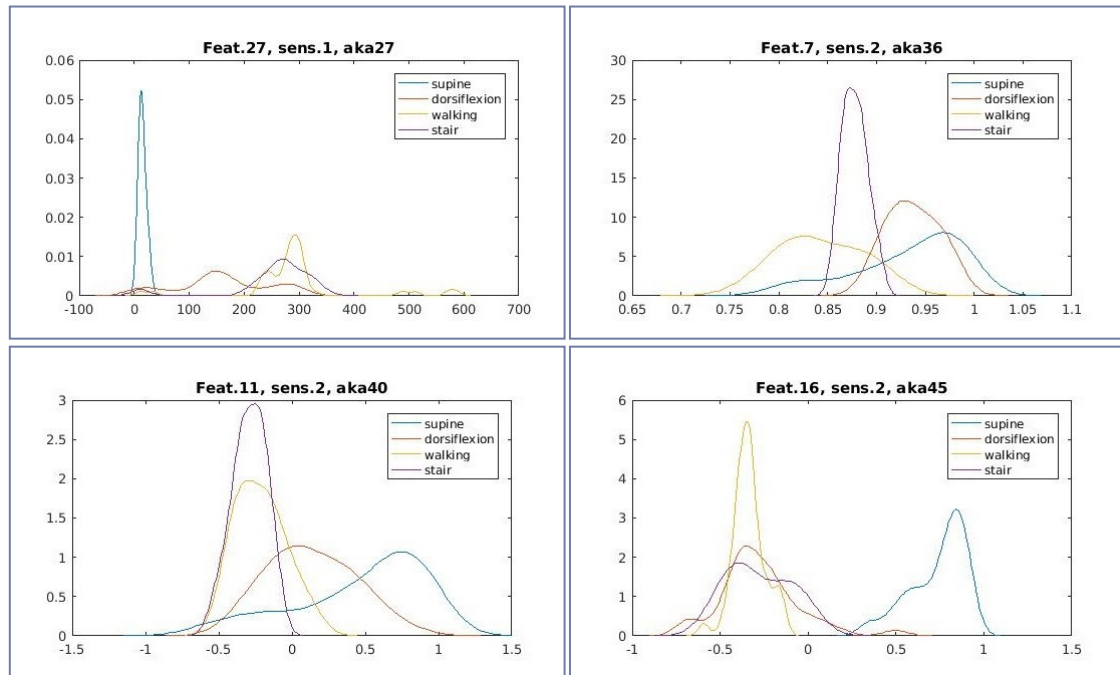 Feat.27, sens.1, aka27
0.06
0.05
0.04
0.03
0.02
0.01
0
-100 0 100 200 300 400 500 600 700
supine
dorsiflexion
walking
stair
Feat.7, sens.2, aka36
30
25
20
15
10
5
0
0.65 0.7 0.75 0.8 0.85 0.9 0.95 1 1.05 1.1
supine
dorsiflexion
walking
stair
Feat.11, sens.2, aka40
3
2.5
2
1.5
1
0.5
0
-1.5 -1 -0.5 0 0.5 1 1.5
supine
dorsiflexion
walking
stair
Feat.16, sens.2, aka45
6
5
4
3
2
1
0
-1 -0.5 0 0.5 1 1.5
supine
dorsiflexion
walking
stair